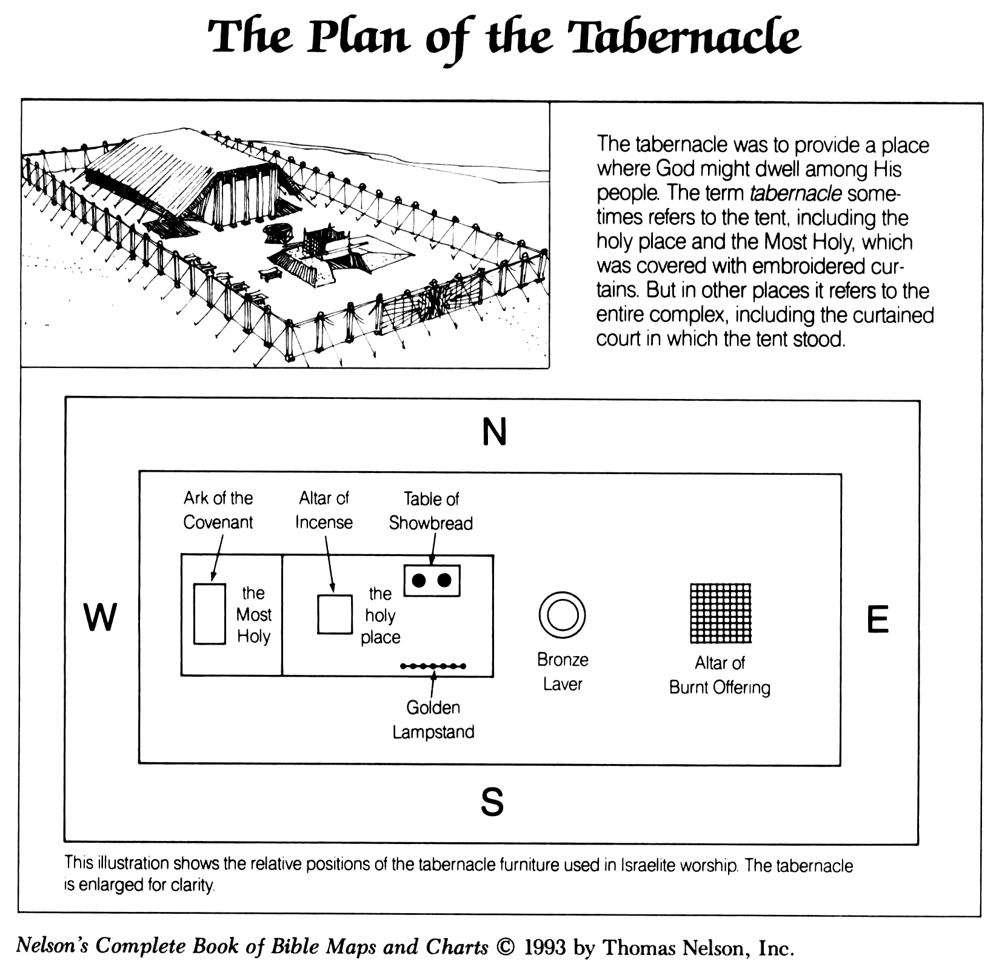 The Plan of the Tabernacle
The tabernacle was to provide a place
where God might dwell among His
people. The term tabernacle some-
times refers to the tent, including the
holy place and the Most Holy, which
was covered with embroidered cur-
tains. But in other places it refers to the
entire complex, including the curtained
court in which the tent stood.
N
Ark of the
Covenant
Altar of
Incense
Table of
Showbread
W
the
Most
Holy
the
holy
place
E
Bronze
Laver
Altar of
Burnt Offering
Golden
Lampstand
S
This illustration shows the relative positions of the tabernacle furniture used in Israelite worship. The tabernacle
is enlarged for clarity.
Nelson's Complete Book of Bible Maps and Charts © 1993 by Thomas Nelson, Inc.